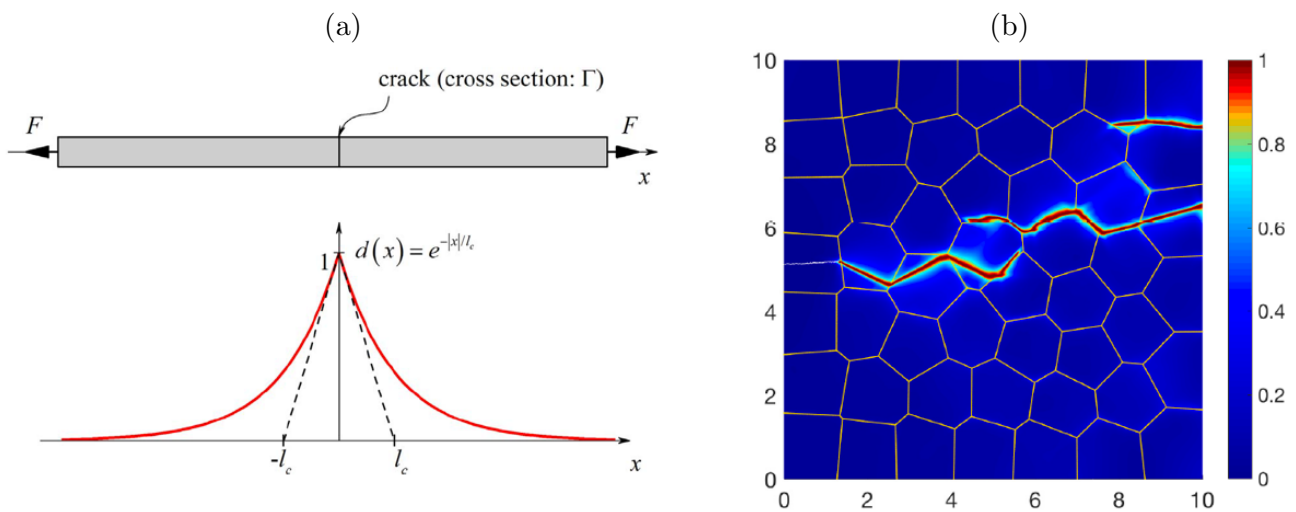 (a)
crack (cross section: Γ)
F
F
x
1
d(x) = e^{-|x|/l_c}
-l_c
l_c
x
(b)
10
8
6
4
2
0
0
2
4
6
8
10
1
0.8
0.6
0.4
0.2
0